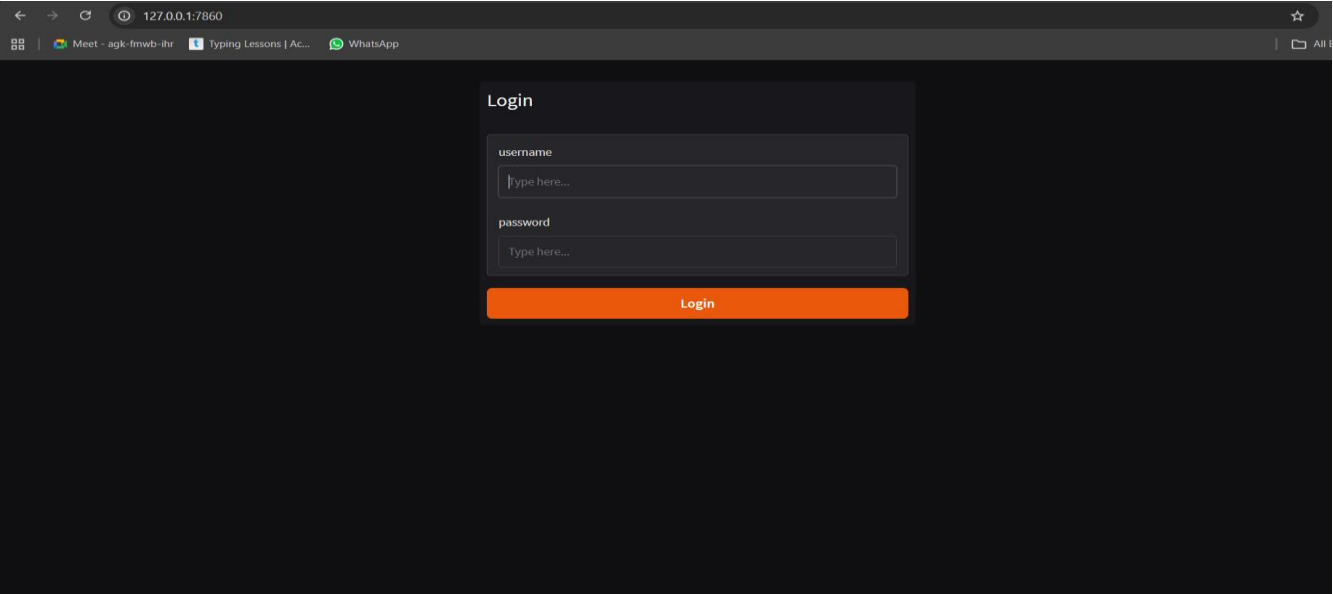 127.0.0.1:7860
Meet - agk-fmwb-ihr Typing Lessons | Ac... WhatsApp All B
Login
username
Type here...
password
Type here...
Login